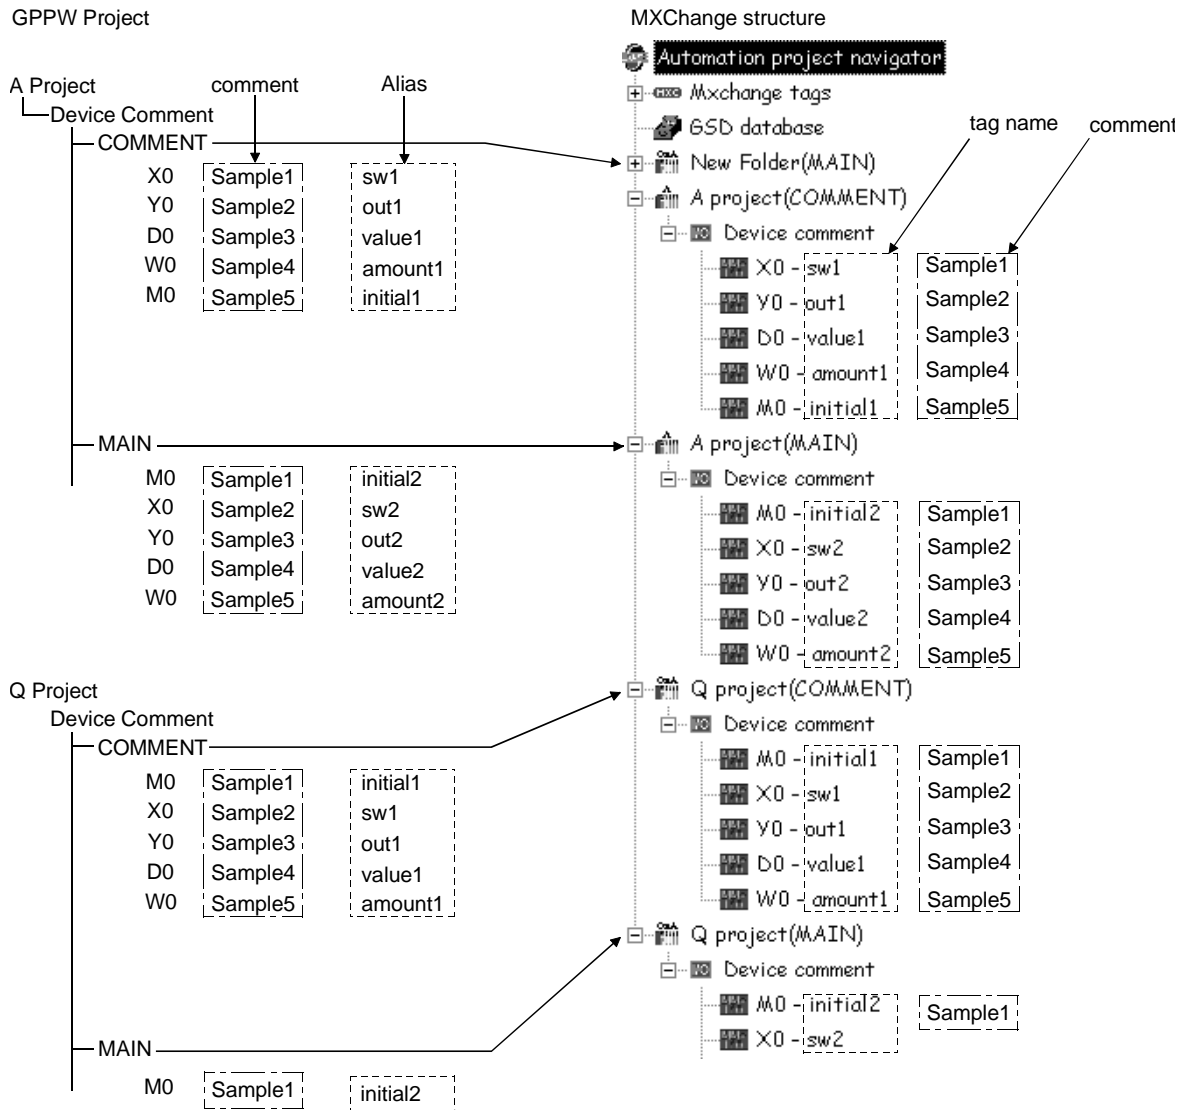 GPPW Project
A Project
comment
Alias
Device Comment
COMMENT
X0 Sample1 sw1
Y0 Sample2 out1
D0 Sample3 value1
W0 Sample4 amount1
M0 Sample5 initial1
MAIN
M0 Sample1 initial2
X0 Sample2 sw2
Y0 Sample3 out2
D0 Sample4 value2
W0 Sample5 amount2
Q Project
Device Comment
COMMENT
M0 Sample1 initial1
X0 Sample2 sw1
Y0 Sample3 out1
D0 Sample4 value1
W0 Sample5 amount1
MAIN
M0 Sample1 initial2
MXChange structure
Automation project navigator
Mxchange tags
GSD database
tag name
comment
New Folder(MAIN)
A project(COMMENT)
Device comment
X0 - sw1 Sample1
Y0 - out1 Sample2
D0 - value1 Sample3
W0 - amount1 Sample4
M0 - initial1 Sample5
A project(MAIN)
Device comment
M0 - initial2 Sample1
X0 - sw2 Sample2
Y0 - out2 Sample3
D0 - value2 Sample4
W0 - amount2 Sample5
Q project(COMMENT)
Device comment
M0 - initial1 Sample1
X0 - sw1 Sample2
Y0 - out1 Sample3
D0 - value1 Sample4
W0 - amount1 Sample5
Q project(MAIN)
Device comment
M0 - initial2 Sample1
X0 - sw2